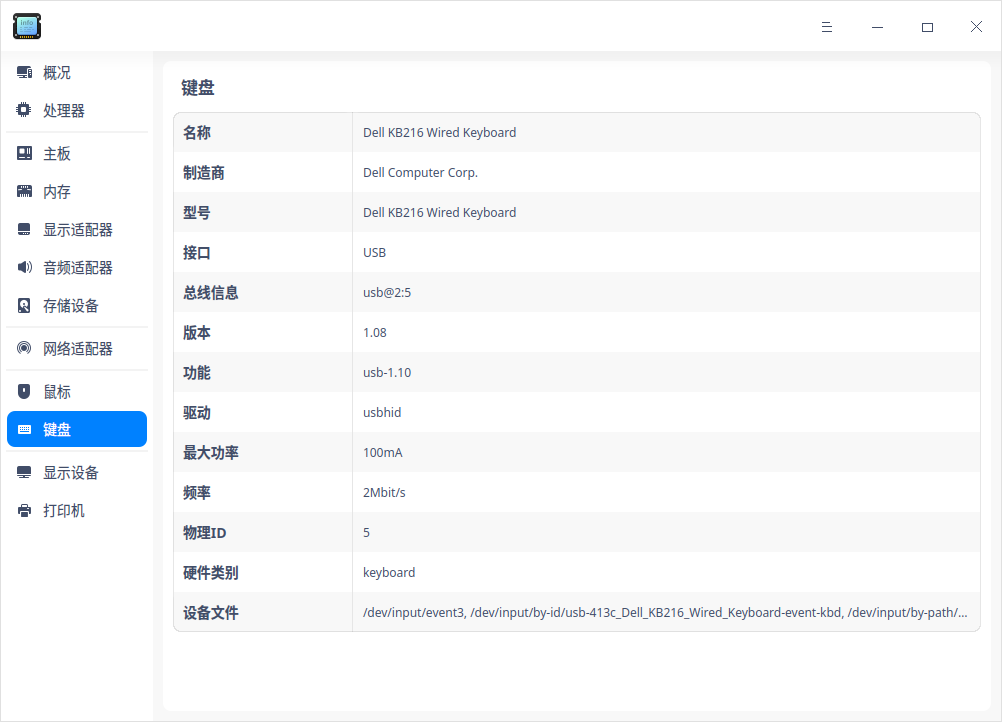 info
概况
处理器
主板
内存
显示适配器
音频适配器
存储设备
网络适配器
鼠标
键盘
显示设备
打印机
键盘
名称 Dell KB216 Wired Keyboard
制造商 Dell Computer Corp.
型号 Dell KB216 Wired Keyboard
接口 USB
总线信息 usb@2:5
版本 1.08
功能 usb-1.10
驱动 usbhid
最大功率 100mA
频率 2Mbit/s
物理ID 5
硬件类别 keyboard
设备文件 /dev/input/event3, /dev/input/by-id/usb-413c_Dell_KB216_Wired_Keyboard-event-kbd, /dev/input/by-path/...